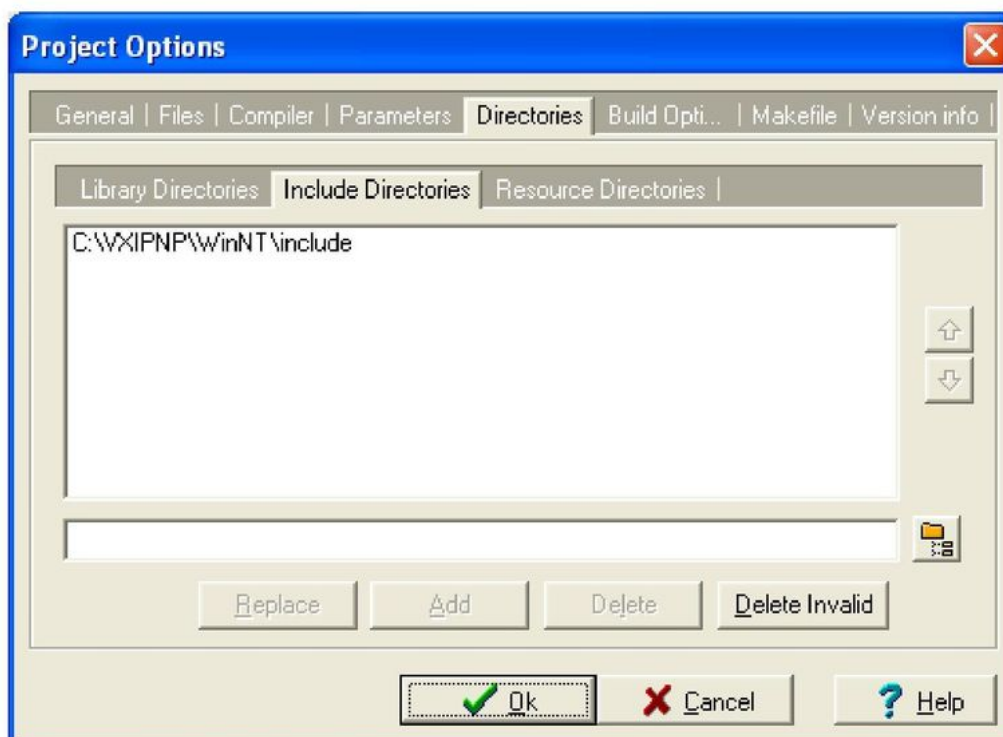 Project Options
General | Files | Compiler | Parameters Directories Build Opti... | Makefile | Version info |
Library Directories Include Directories Resource Directories |
C:\VXIPNP\WinNT\include
Replace Add Delete Delete Invalid
Ok Cancel Help